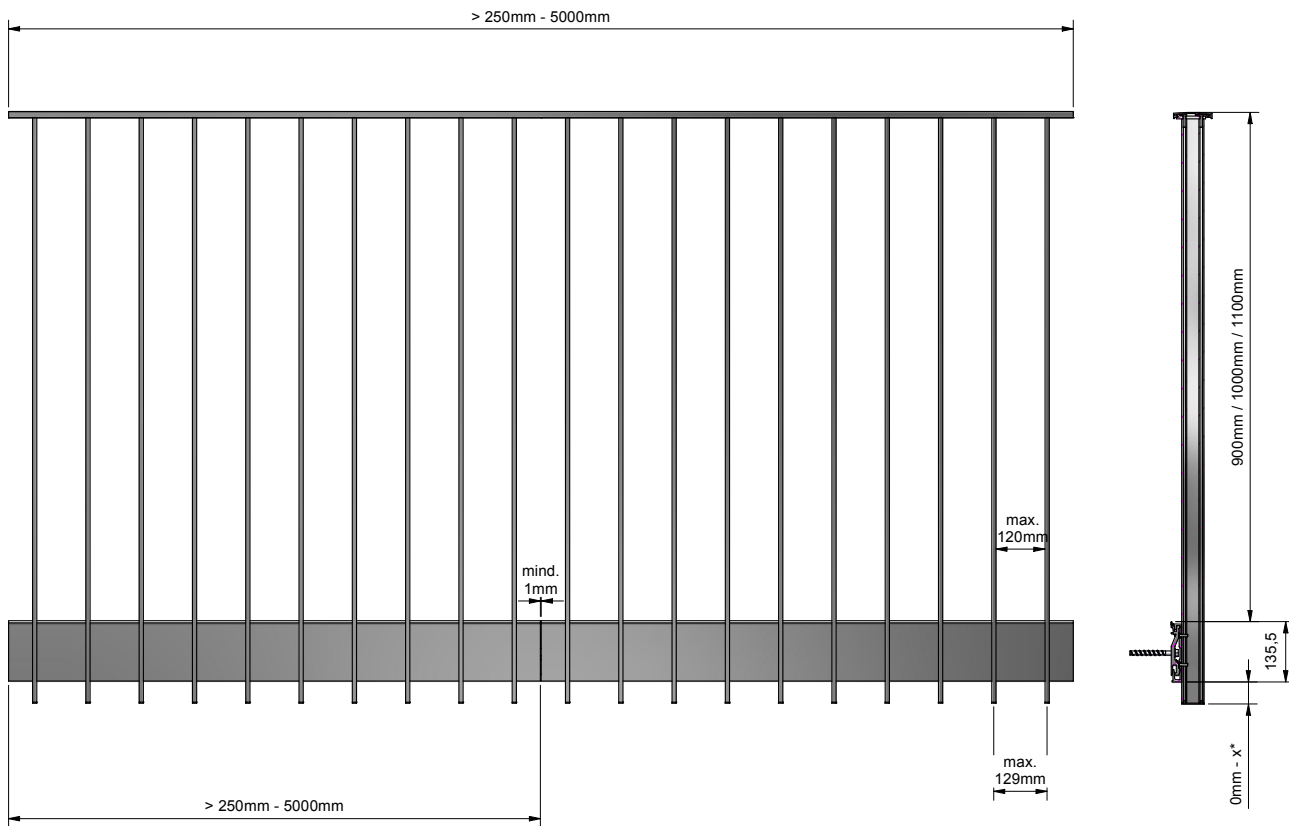 > 250mm - 5000mm
900mm / 1000mm / 1100mm
max.
120mm
mind.
1mm
135,5
0mm - x*
max.
129mm
> 250mm - 5000mm